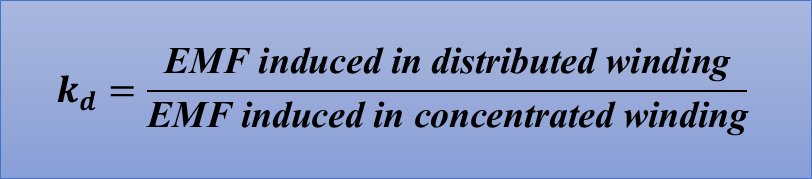 k_d = EMF induced in distributed winding
EMF induced in concentrated winding